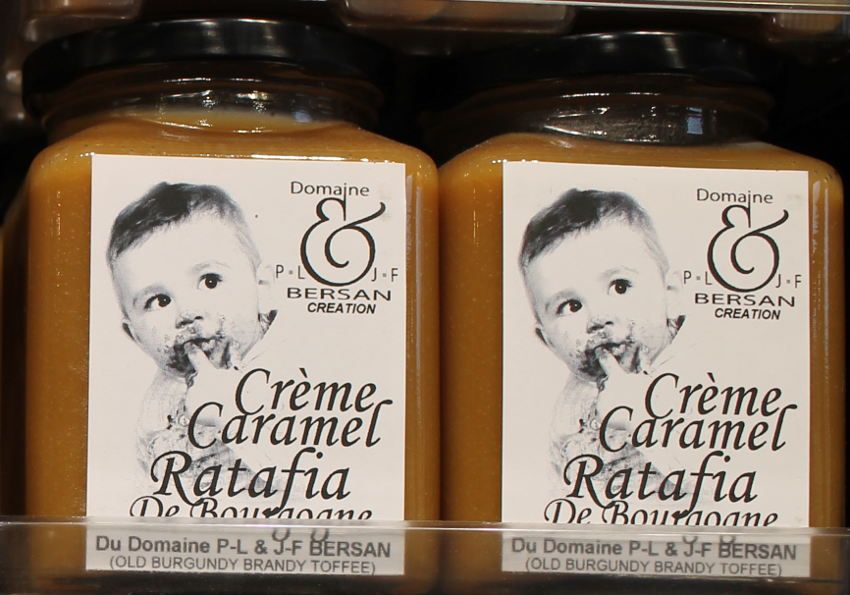 Domaine
&
P-L J-F
BERSAN
CREATION
Crème
Caramel
Ratafia
De Bourgogne
Du Domaine P-L & J-F BERSAN
(OLD BURGUNDY BRANDY TOFFEE)
Domaine
&
P-L J-F
BERSAN
CREATION
Crème
Caramel
Ratafia
De Bourgogne
Du Domaine P-L & J-F BERSAN
(OLD BURGUNDY BRANDY TOFFEE)